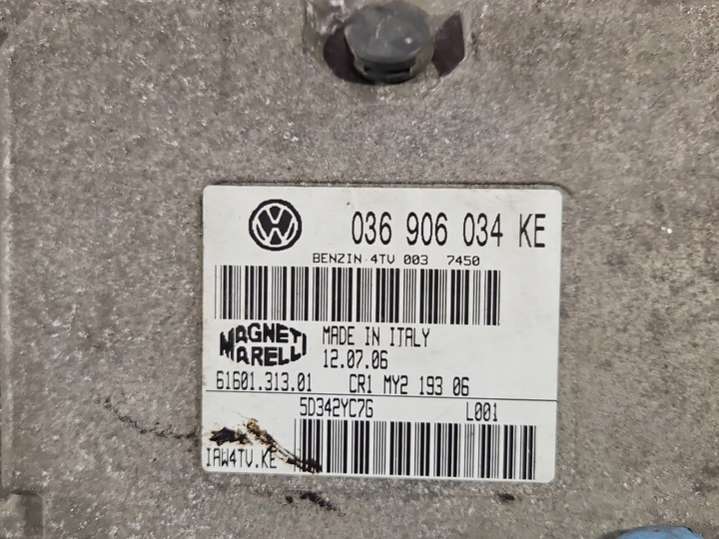 036 906 034 KE
BENZIN 4TV 003 7450
MAGNETI MARELLI
MADE IN ITALY
12.07.06
61601.313.01 CR1 MY2 193 06
5D342YC7G L001
IAW4TV.KE